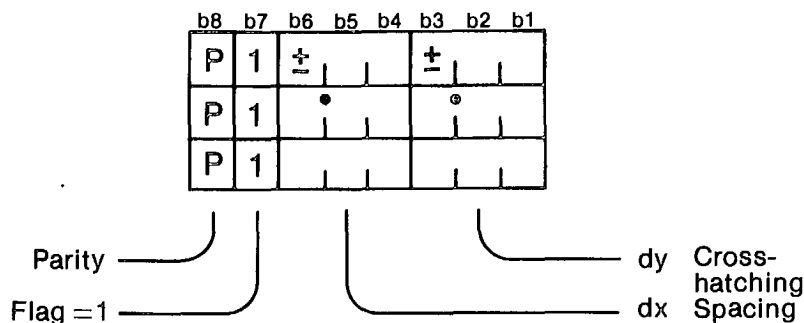 b8 b7 b6 b5 b4 b3 b2 b1
P 1 ± ±
P 1
P 1
Parity
dy Cross-
hatching
Flag =1
dx Spacing